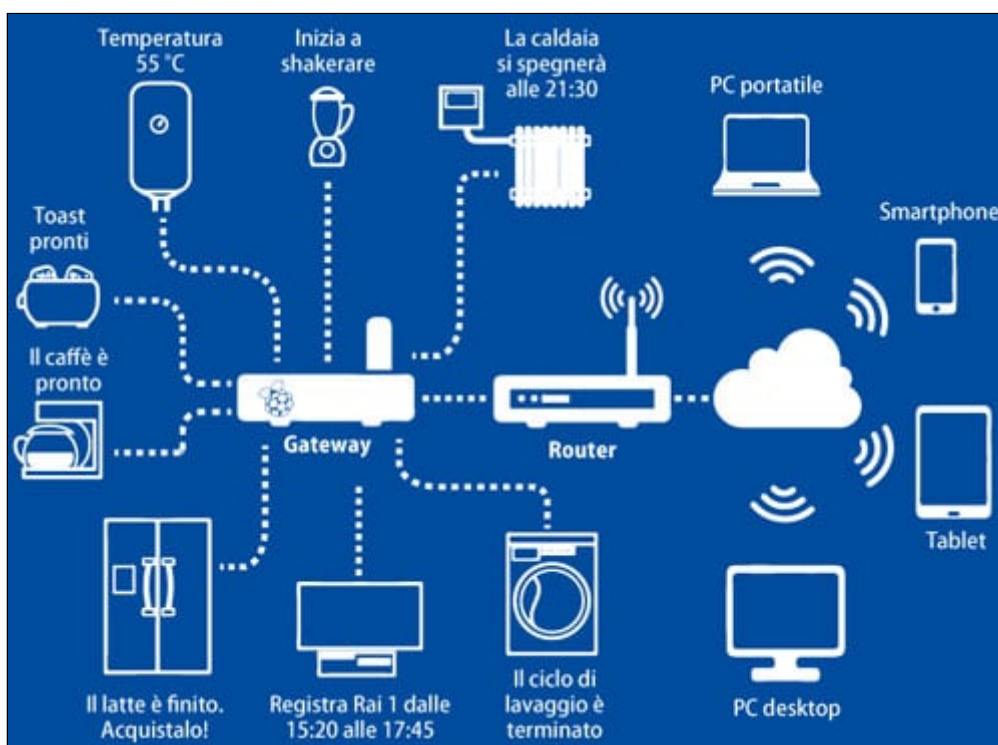 Temperatura
55 °C
Inizia a
shakerare
La caldaia
si spegnerà
alle 21:30
PC portatile
Smartphone
Toast
pronti
Il caffè è
pronto
Gateway
Router
Tablet
Il latte è finito.
Acquistalo!
Registra Rai 1 dalle
15:20 alle 17:45
Il ciclo di
lavaggio è
terminato
PC desktop